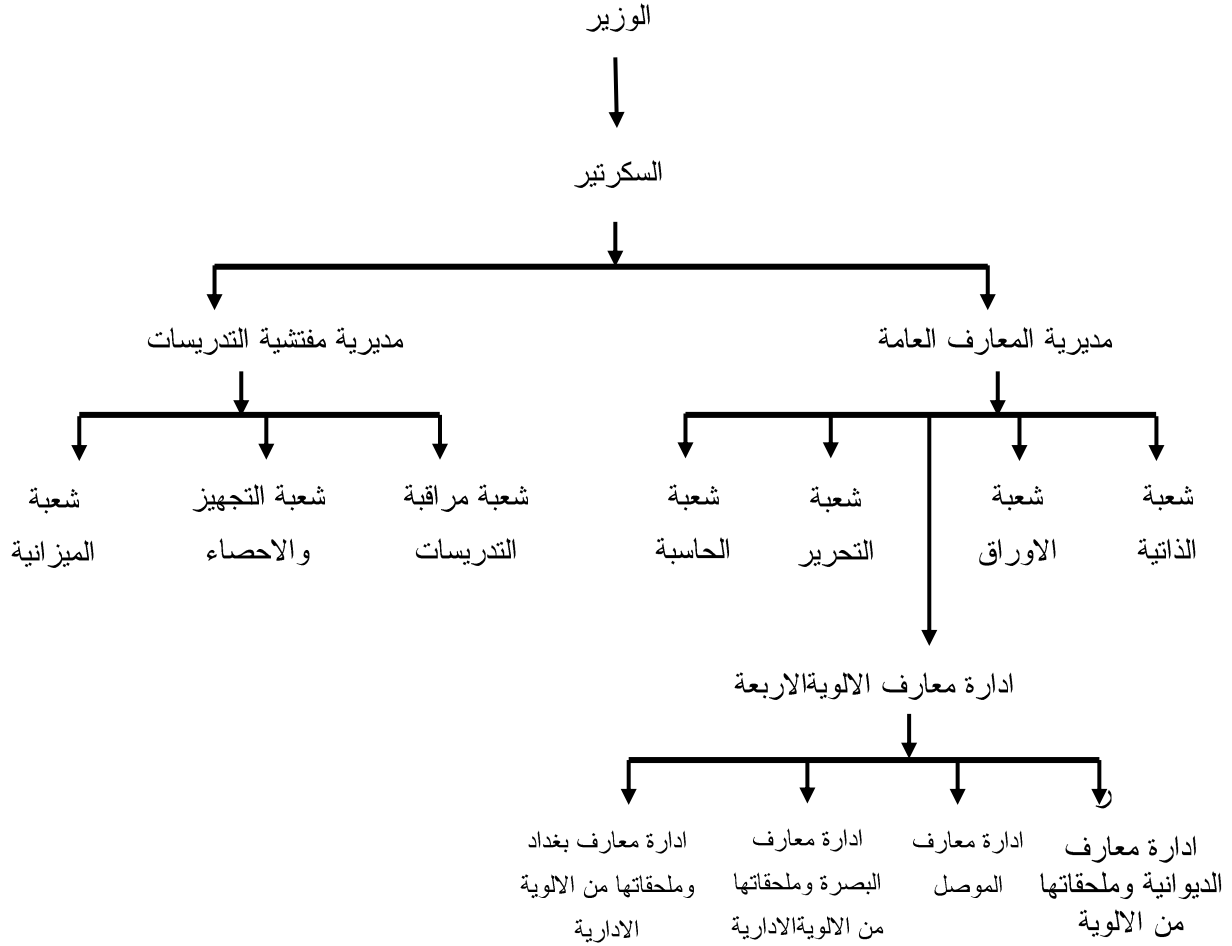 الوزير
السكرتير
مديرية المعارف العامة
مديرية مفتشية التدريسات
شعبة
الذاتية
شعبة
الاوراق
شعبة
التحرير
شعبة
الحاسبة
شعبة مراقبة
التدريسات
شعبة التجهيز
والاحصاء
شعبة
الميزانية
ادارة معارف الالويةالاربعة
ادارة معارف
الديوانية وملحقاتها
من الالوية
ادارة معارف
الموصل
ادارة معارف
البصرة وملحقاتها
من الالويةالادارية
ادارة معارف بغداد
وملحقاتها من الالوية
الادارية